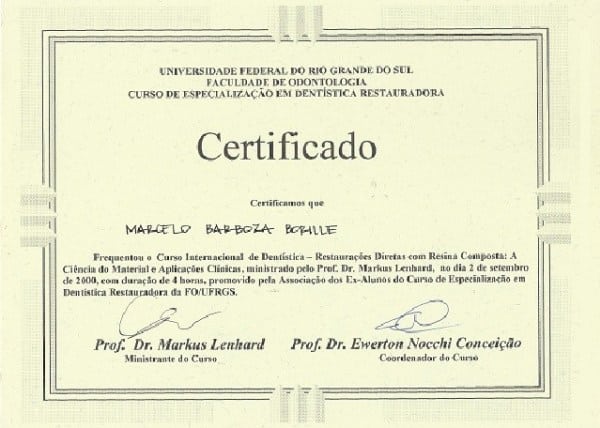 UNIVERSIDADE FEDERAL DO RIO GRANDE DO SUL
FACULDADE DE ODONTOLOGIA
CURSO DE ESPECIALIZAÇÃO EM DENTÍSTICA RESTAURADORA
Certificado
Certificamos que
MARCELO BARBOZA BORILLE
Frequentou o Curso Internacional de Dentística – Restaurações Diretas com Resina Composta: A
Ciência do Material e Aplicações Clínicas, ministrado pelo Prof. Dr. Markus Lenhard, no dia 2 de setembro
de 2000, com duração de 4 horas, promovido pela Associação dos Ex-Alunos do Curso de Especialização em
Dentística Restauradora da FO/UFRGS.
Prof. Dr. Markus Lenhard
Ministrante do Curso
Prof. Dr. Ewerton Nocchi Conceição
Coordenador do Curso